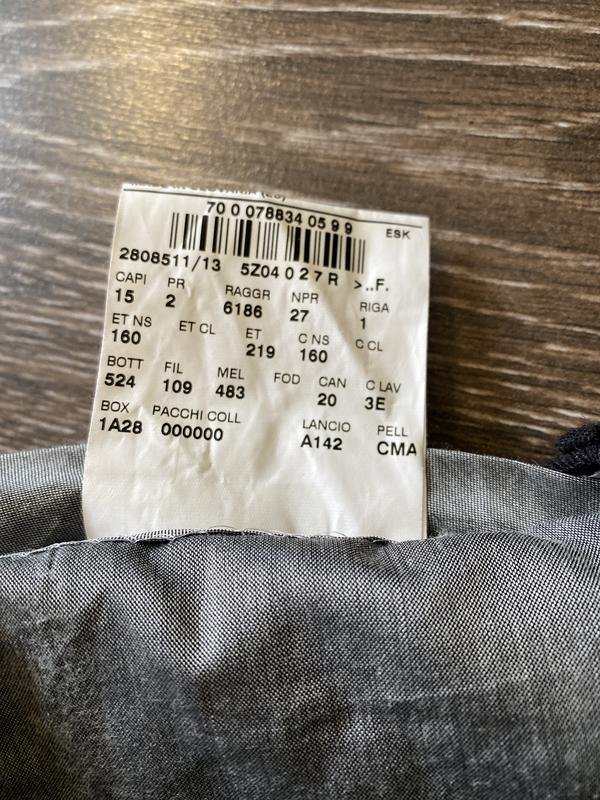 70 0 078834 05 9 9
ESK
2808511/13 5Z04 0 2 7 R >..F.
CAPI PR RAGGR NPR RIGA
15 2 6186 27 1
ET NS ET CL ET C NS C CL
160 219 160
BOTT FIL MEL FOD CAN C LAV
524 109 483 20 3E
BOX PACCHI COLL LANCIO PELL
1A28 000000 A142 CMA